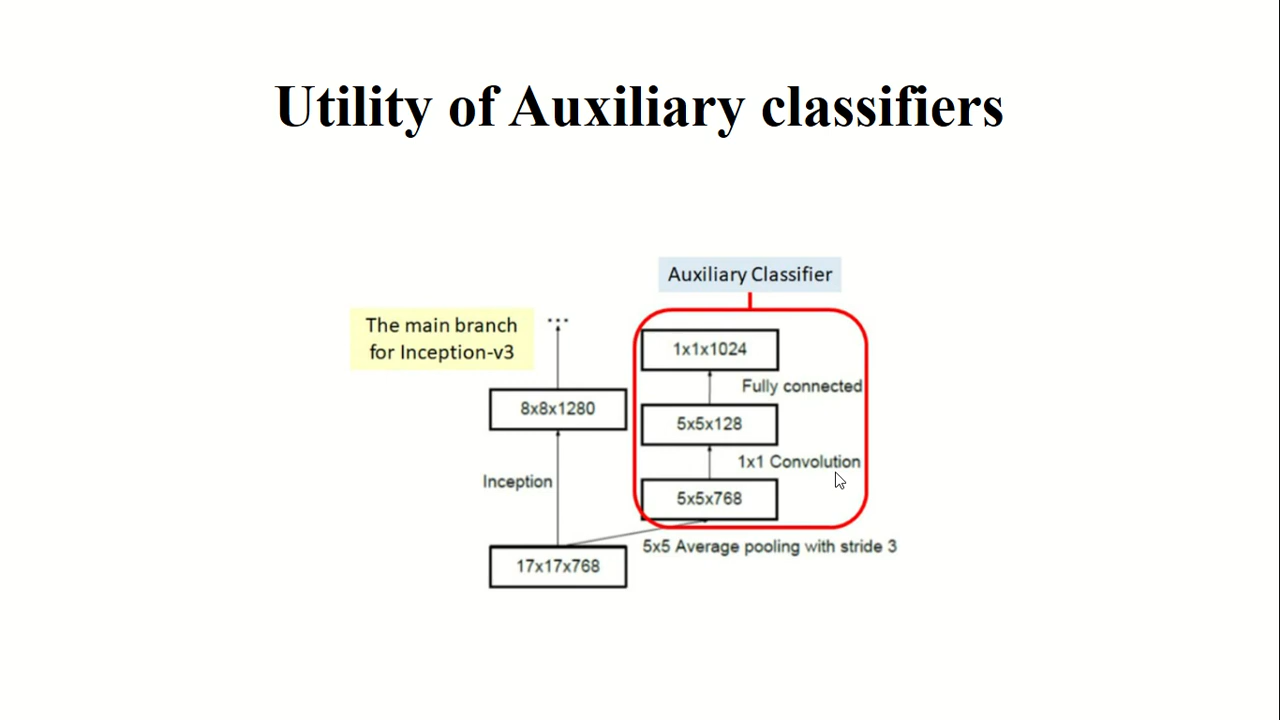 Utility of Auxiliary classifiers
Auxiliary Classifier
The main branch
for Inception-v3
...
1x1x1024
Fully connected
8x8x1280
5x5x128
1x1 Convolution
Inception
5x5x768
5x5 Average pooling with stride 3
17x17x768